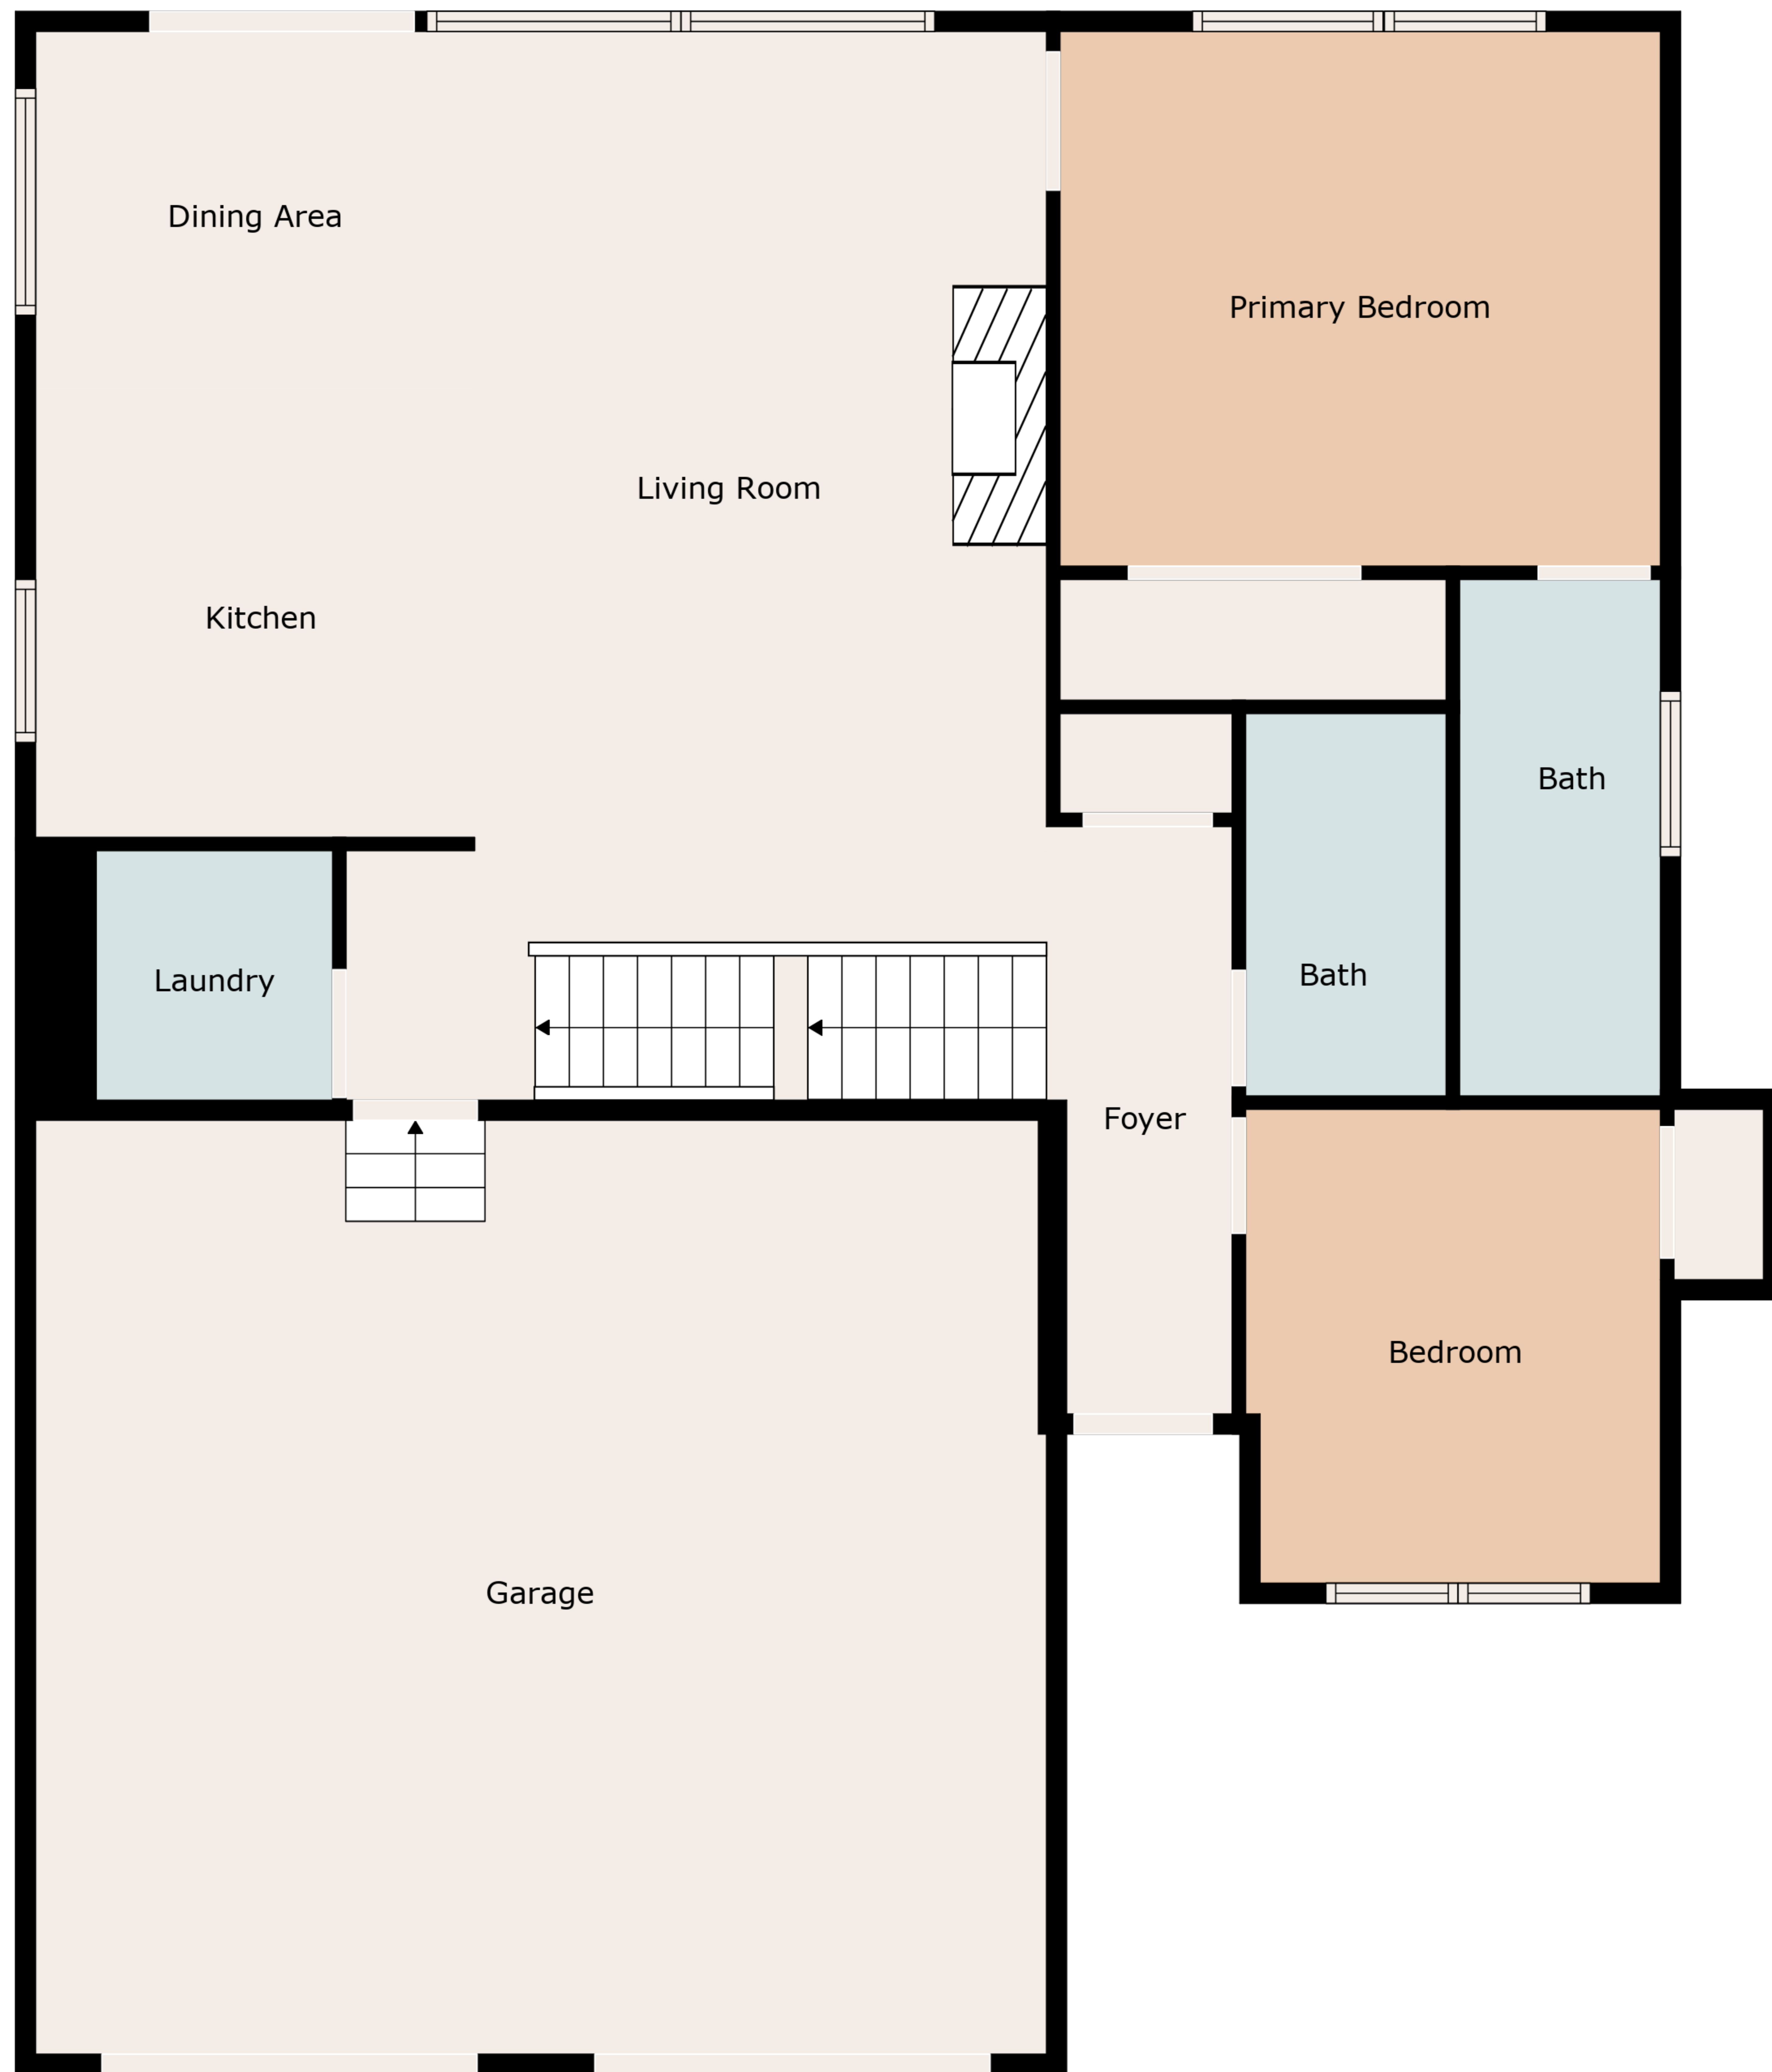 Dining Area
Primary Bedroom
Living Room
Kitchen
Bath
Bath
Laundry
Foyer
Bedroom
Garage